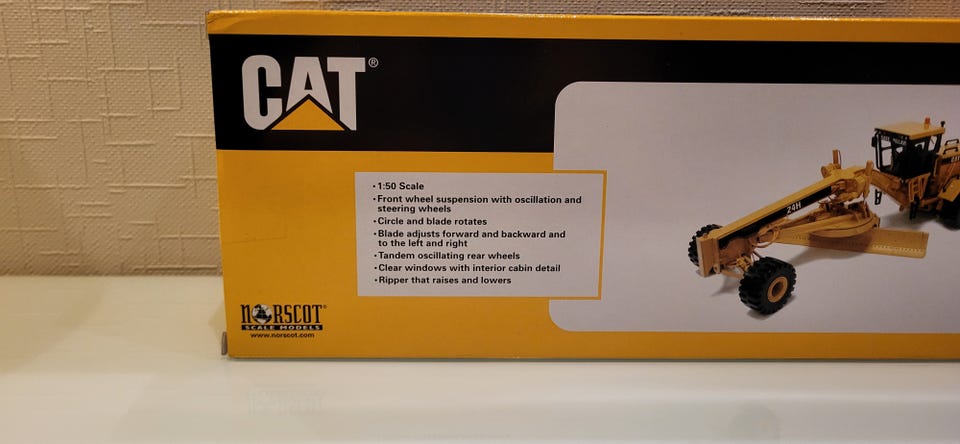 CAT®
• 1:50 Scale
• Front wheel suspension with oscillation and
steering wheels
• Circle and blade rotates
• Blade adjusts forward and backward and
to the left and right
• Tandem oscillating rear wheels
• Clear windows with interior cabin detail
• Ripper that raises and lowers
24H
NORSCOT®
SCALE MODELS
www.norscot.com